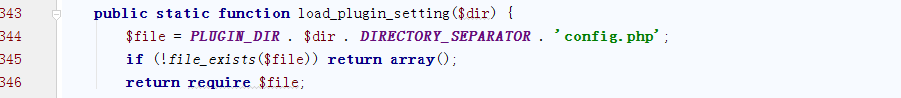 343 public static function load_plugin_setting($dir) {
344 $file = PLUGIN_DIR . $dir . DIRECTORY_SEPARATOR . 'config.php';
345 if (!file_exists($file)) return array();
346 return require $file;